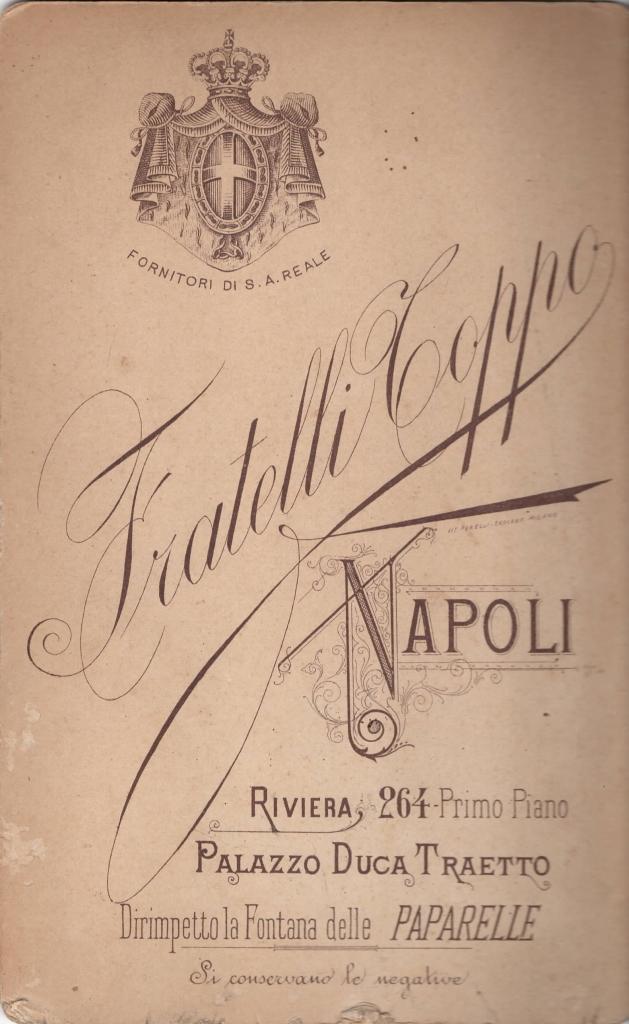 FORNITORI DI S. A. REALE
Fratelli Toppo
NAPOLI
RIVIERA, 264-Primo Piano
PALAZZO DUCA TRAETTO
Dirimpetto la Fontana delle PAPARELLE
Si conservano le negative